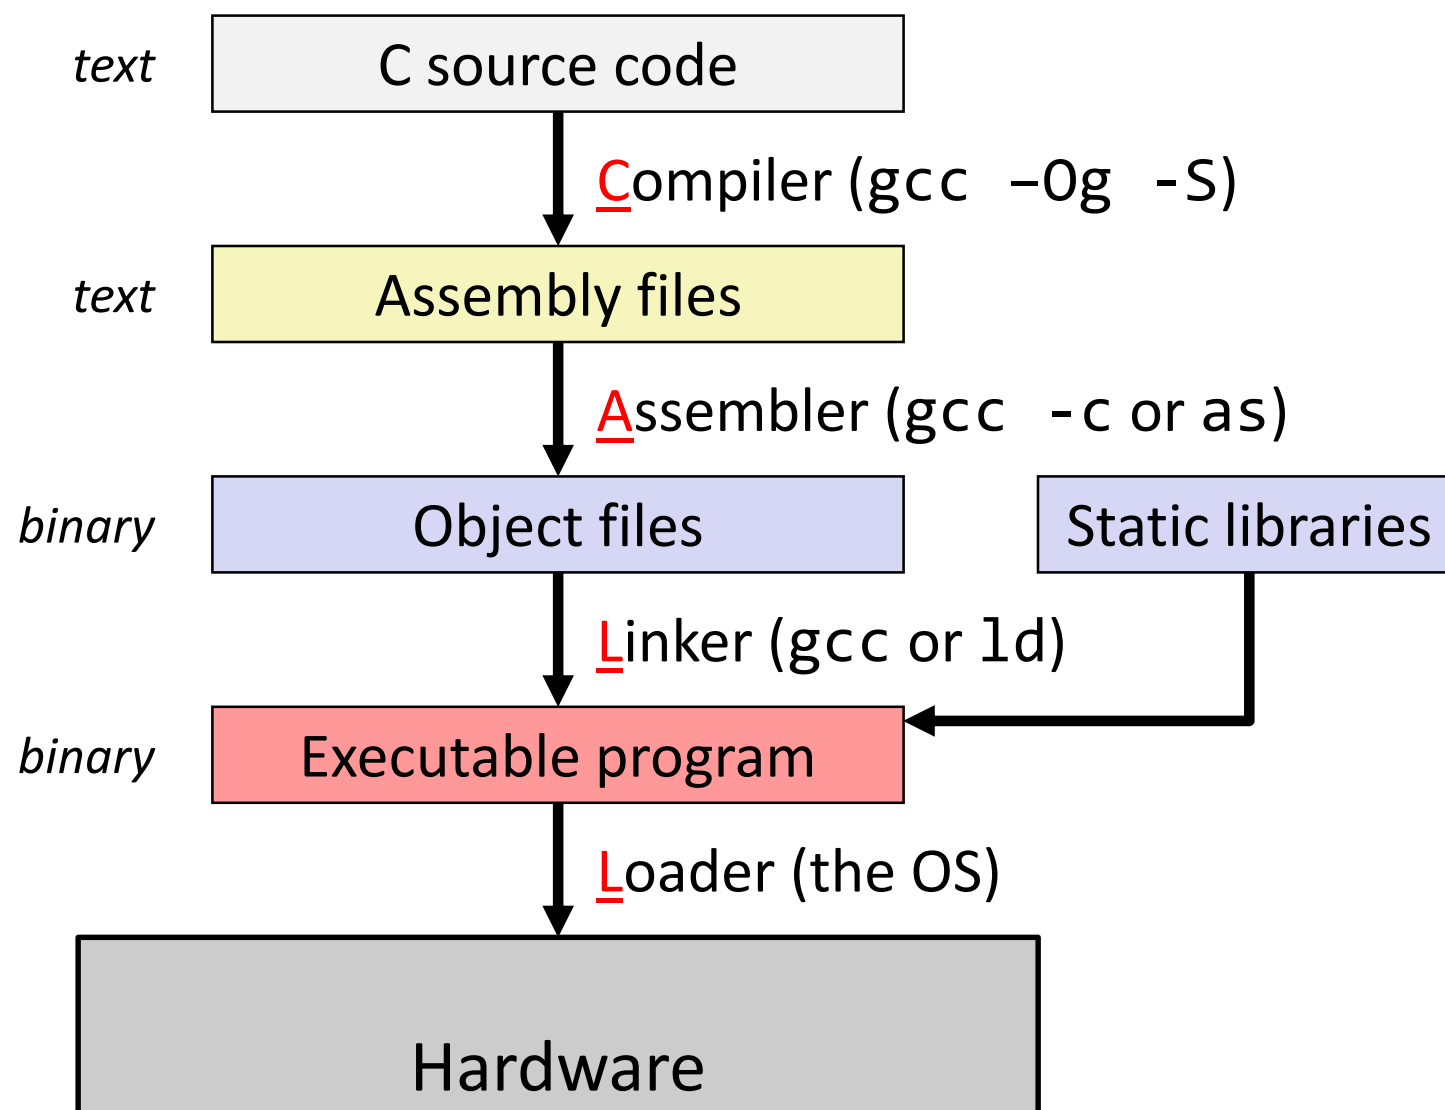 text
C source code
Compiler (gcc –Og -S)
text
Assembly files
Assembler (gcc -c or as)
binary
Object files
Static libraries
Linker (gcc or ld)
binary
Executable program
Loader (the OS)
Hardware